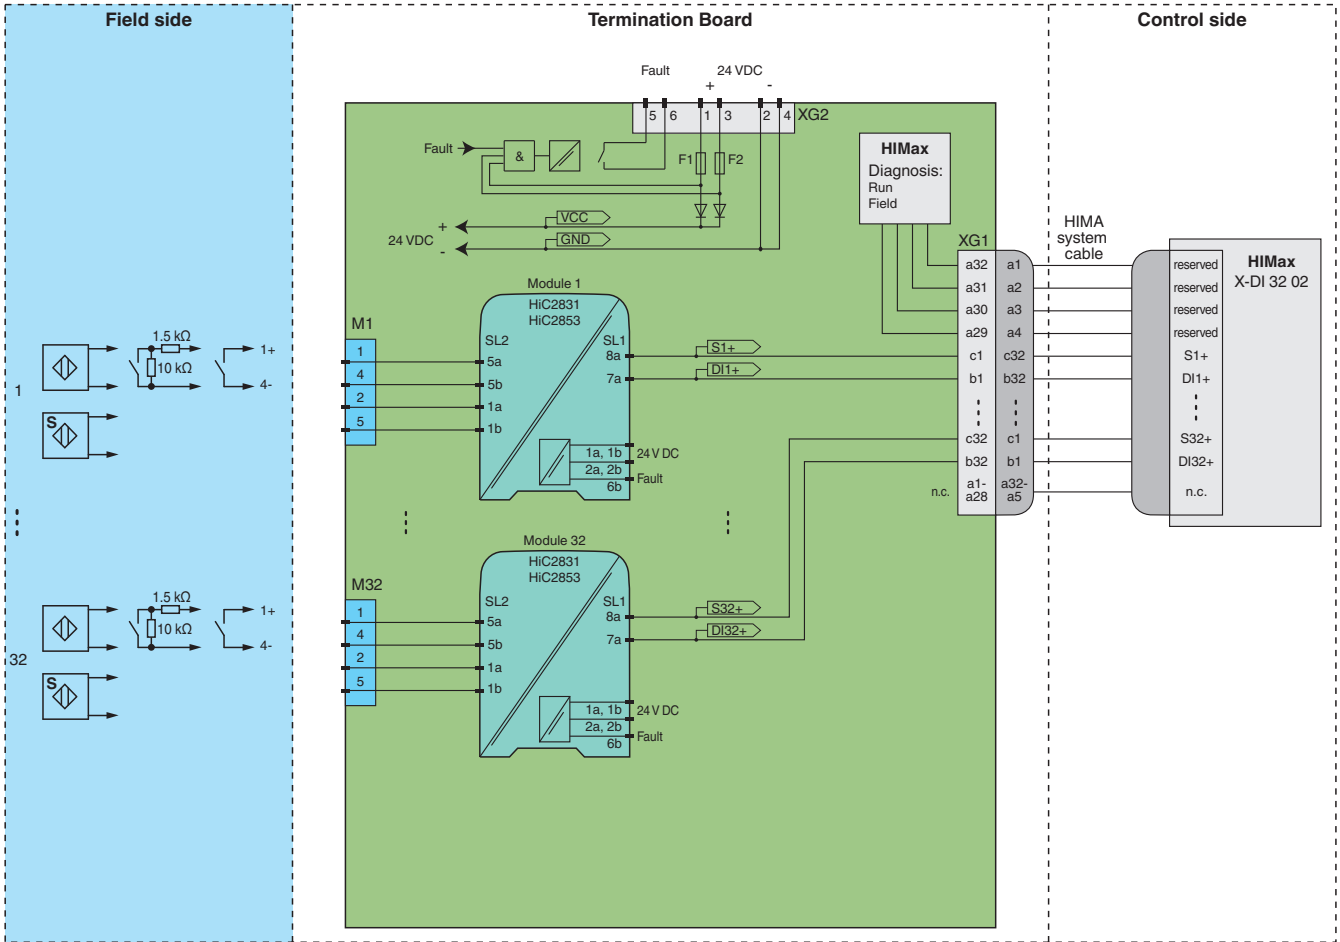 Field side
Termination Board
Control side
Fault
24 VDC
+
-
5 6 1 3 2 4
XG2
Fault
&
F1
F2
VCC
GND
+
24 VDC
-
HIMax
Diagnosis:
Run
Field
XG1
HIMA
system
cable
HIMax
X-DI 32 02
a32 a1 reserved
a31 a2 reserved
a30 a3 reserved
a29 a4 reserved
c1 c32 S1+
b1 b32 DI1+
c32 c1 S32+
b32 b1 DI32+
n.c.
a1-
a28
a32-
a5
n.c.
1
1.5 kΩ
10 kΩ
1+
4-
S
M1
1
4
2
5
Module 1
HiC2831
HiC2853
SL2
5a
5b
1a
1b
SL1
8a
7a
1a, 1b
2a, 2b
6b
24 V DC
Fault
S1+
DI1+
32
1.5 kΩ
10 kΩ
1+
4-
S
M32
1
4
2
5
Module 32
HiC2831
HiC2853
SL2
5a
5b
1a
1b
SL1
8a
7a
1a, 1b
2a, 2b
6b
24 V DC
Fault
S32+
DI32+